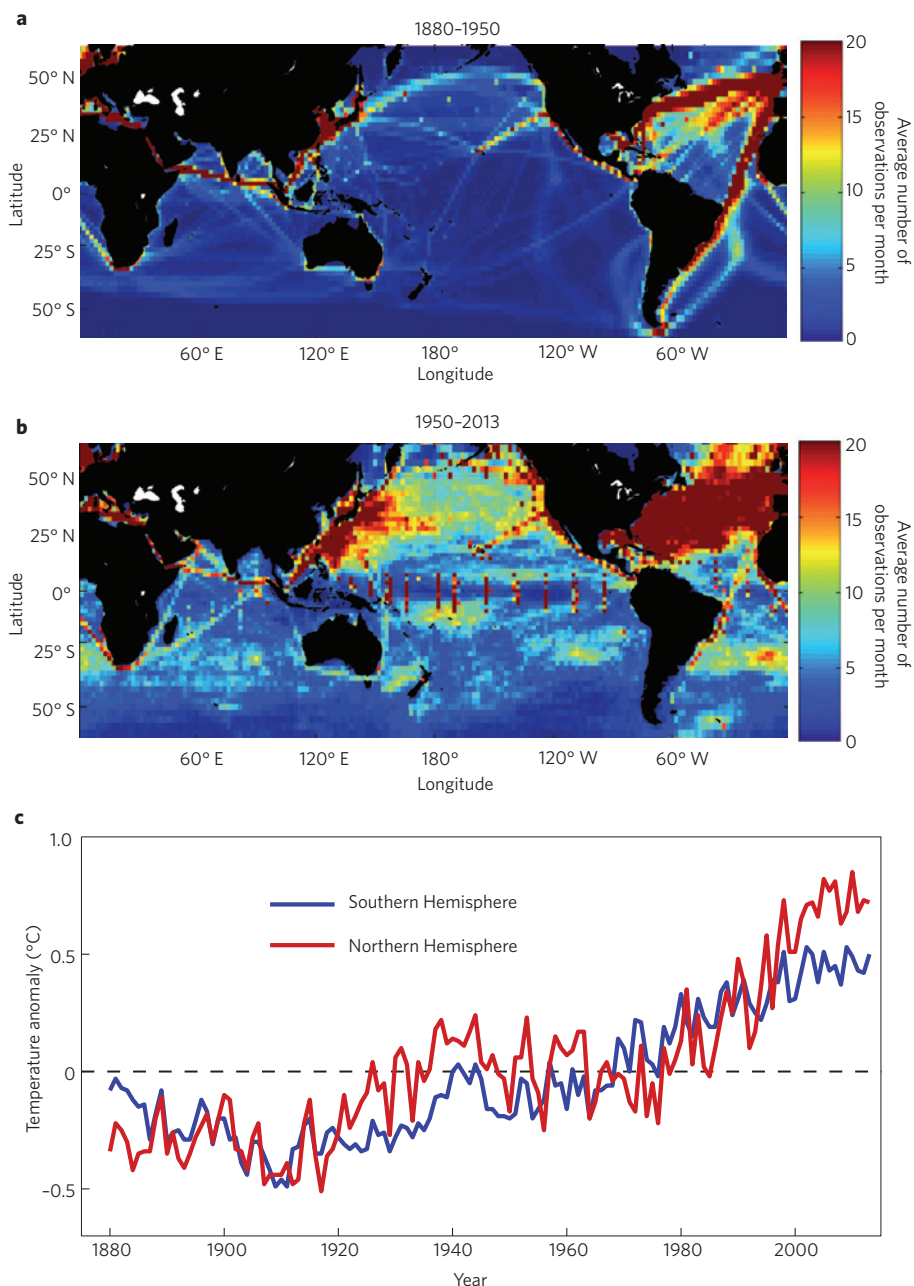 a
1880–1950
50° N
25° N
0°
25° S
50° S
Latitude
60° E
120° E
180°
120° W
60° W
Longitude
20
15
10
5
0
Average number of
observations per month
b
1950–2013
50° N
25° N
0°
25° S
50° S
Latitude
60° E
120° E
180°
120° W
60° W
Longitude
20
15
10
5
0
Average number of
observations per month
c
1.0
0.5
0
–0.5
Temperature anomaly (°C)
Southern Hemisphere
Northern Hemisphere
1880
1900
1920
1940
1960
1980
2000
Year